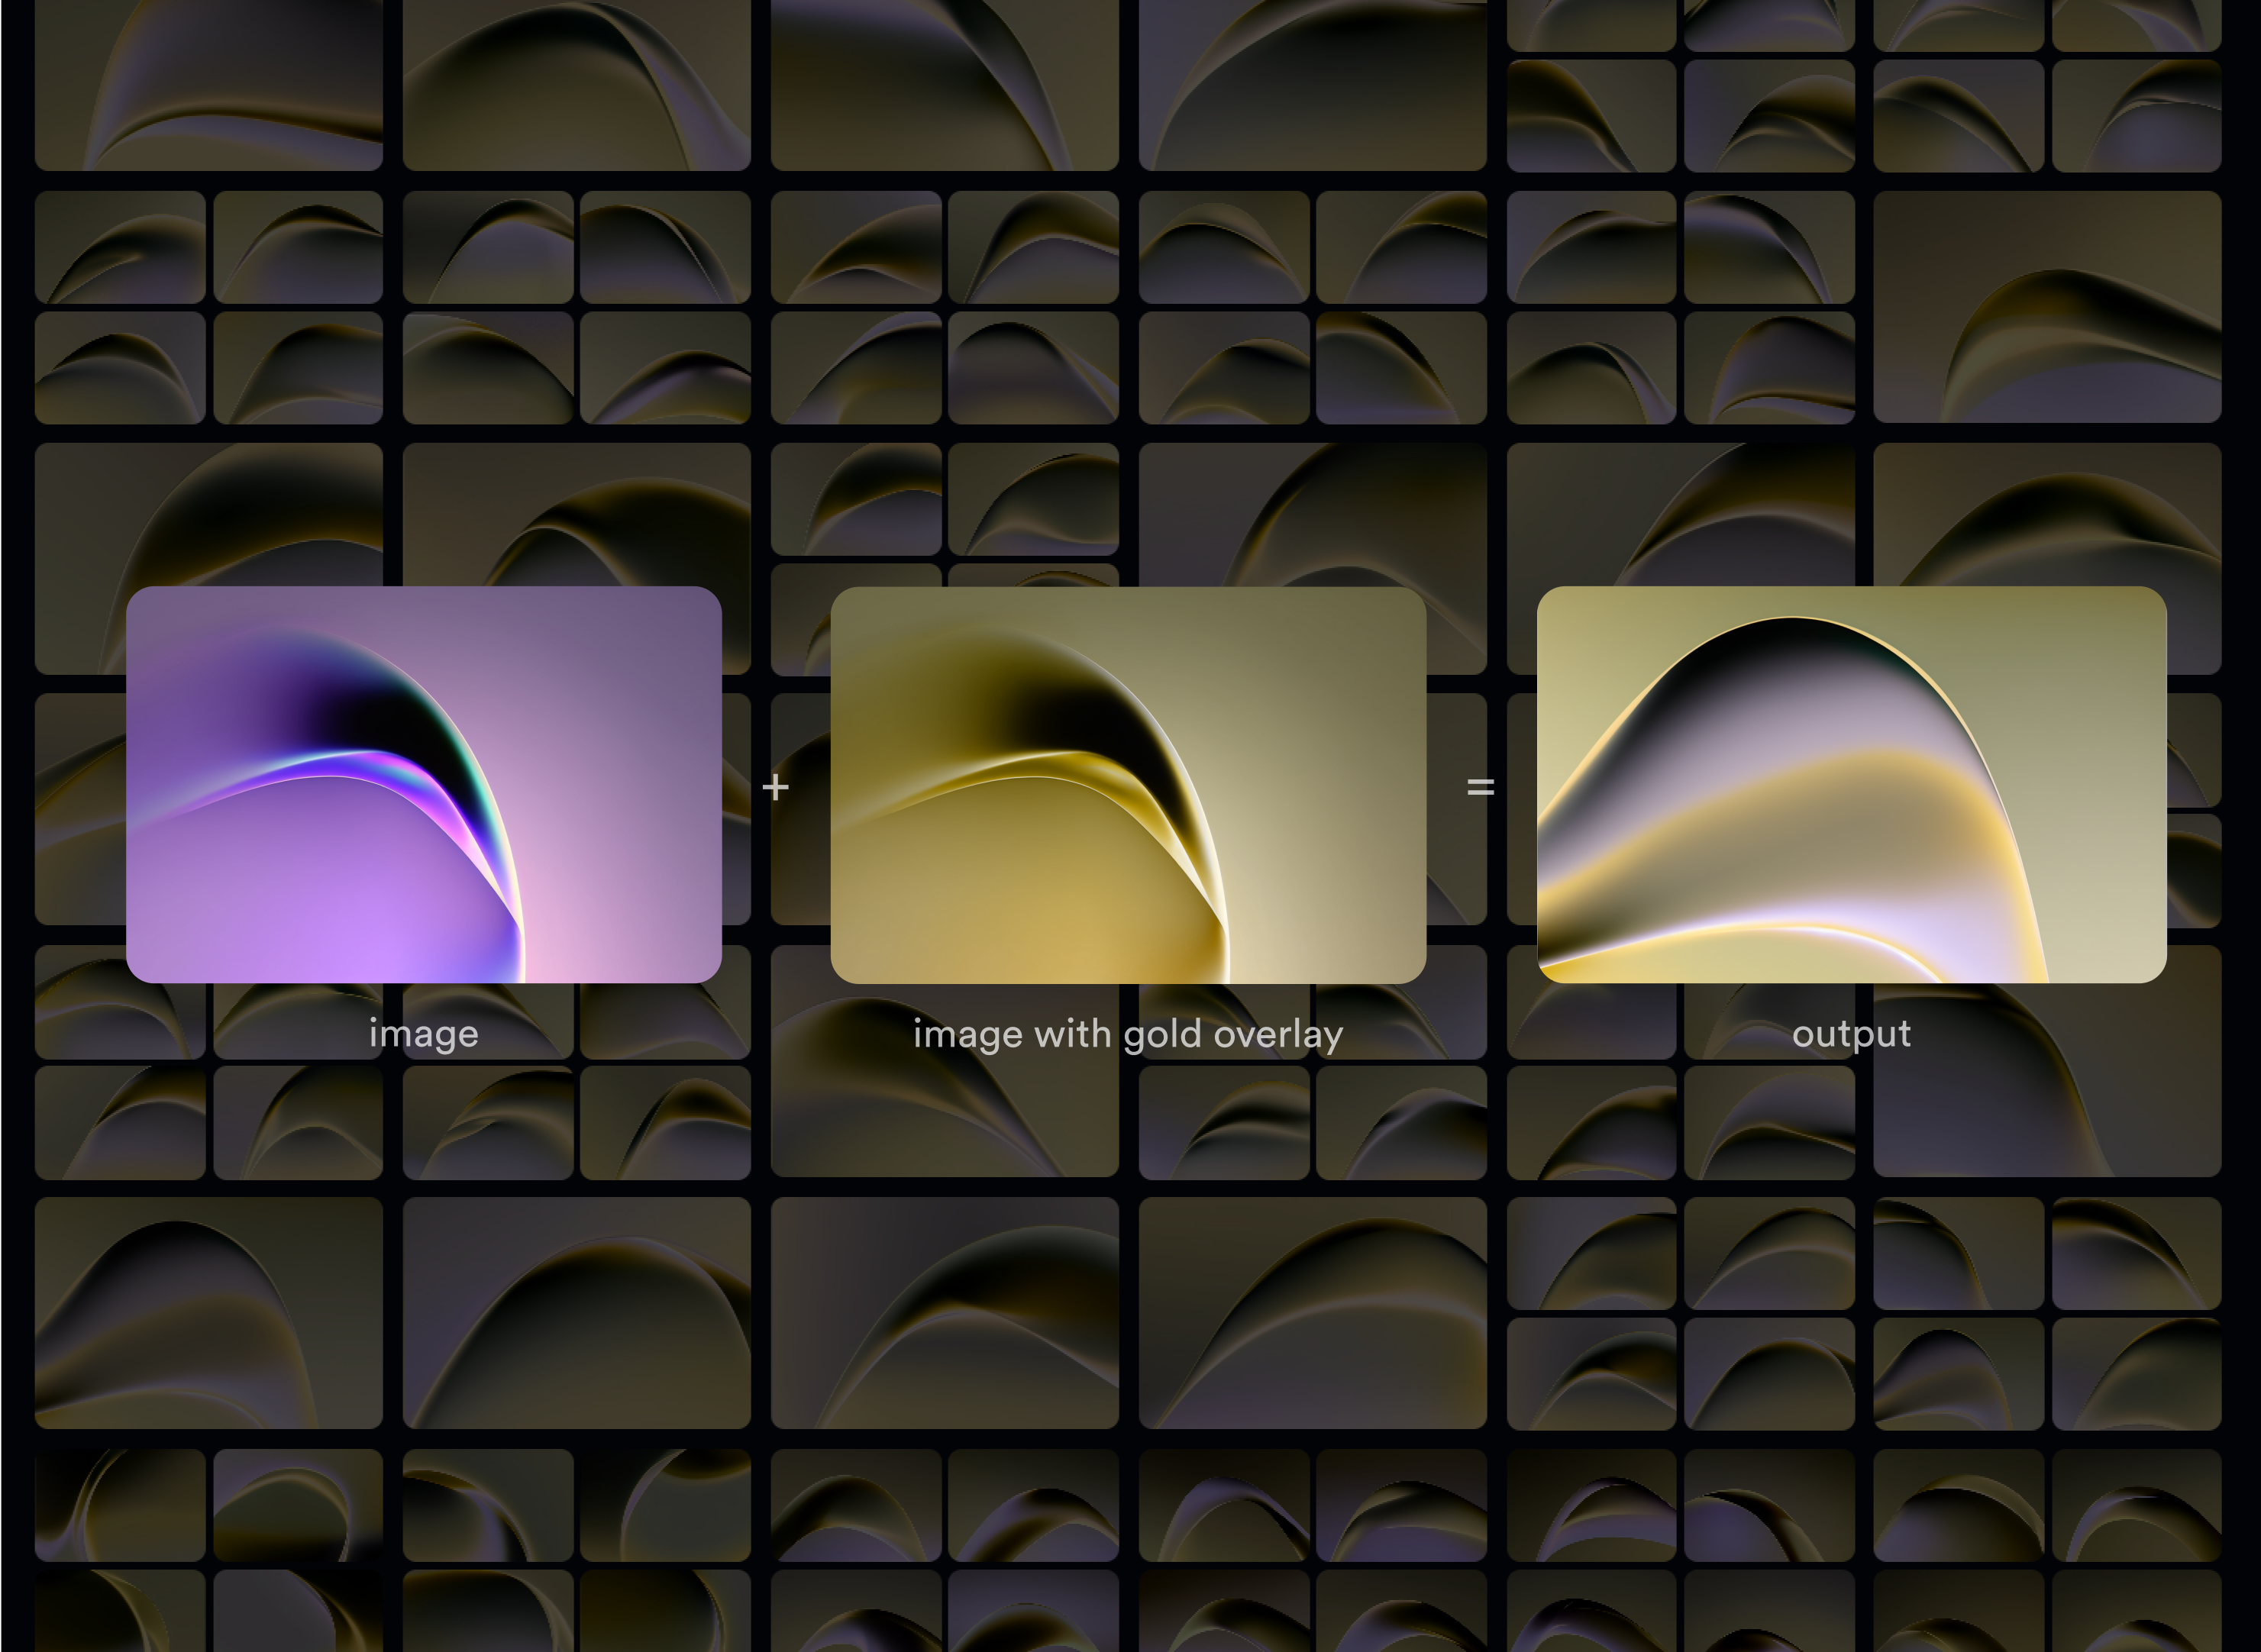 +
=
image
image with gold overlay
output